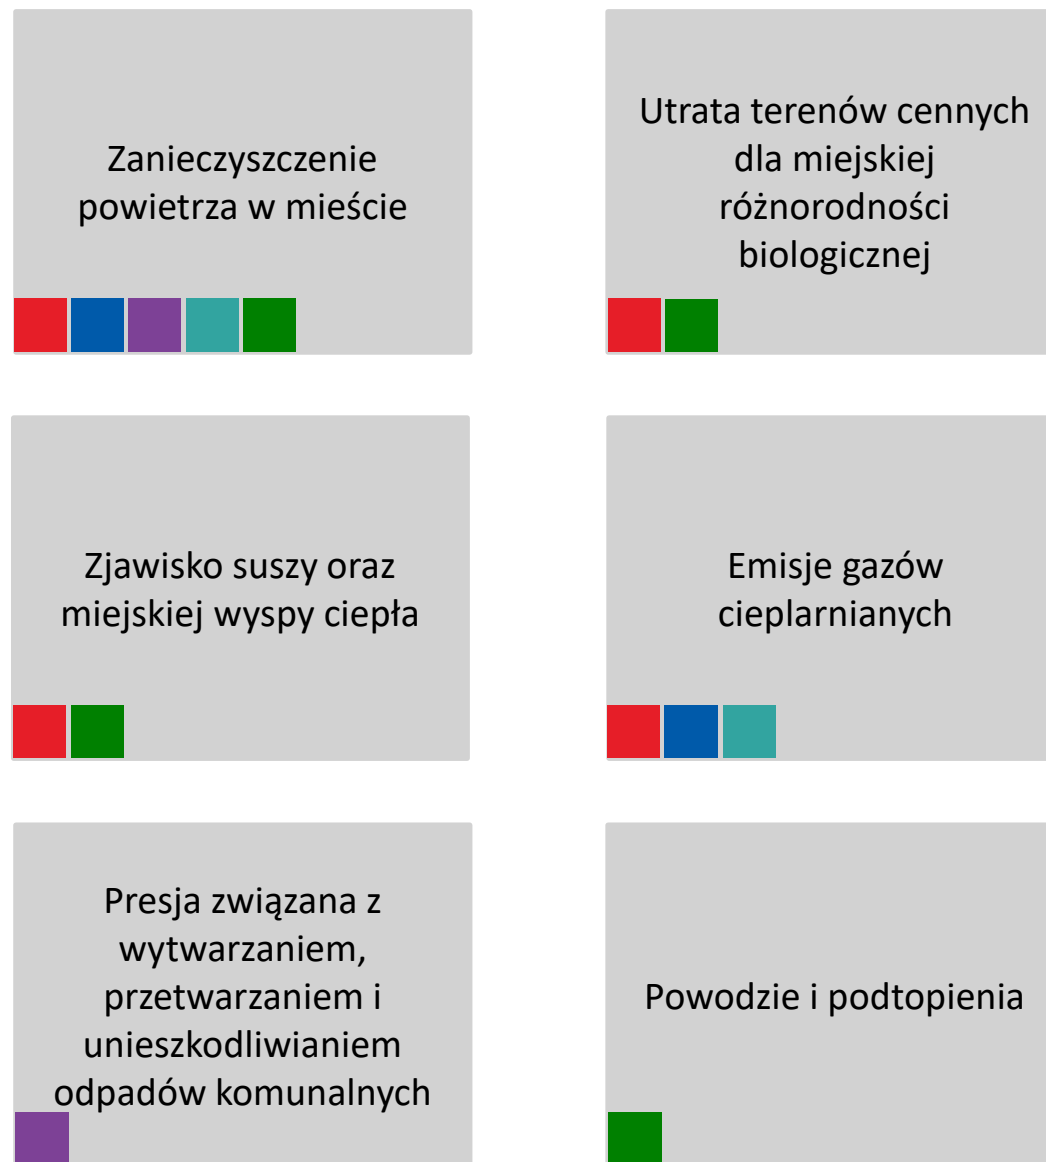 Zanieczyszczenie
powietrza w mieście
Utrata terenów cennych
dla miejskiej
różnorodności
biologicznej
Zjawisko suszy oraz
miejskiej wyspy ciepła
Emisje gazów
cieplarnianych
Presja związana z
wytwarzaniem,
przetwarzaniem i
unieszkodliwianiem
odpadów komunalnych
Powodzie i podtopienia